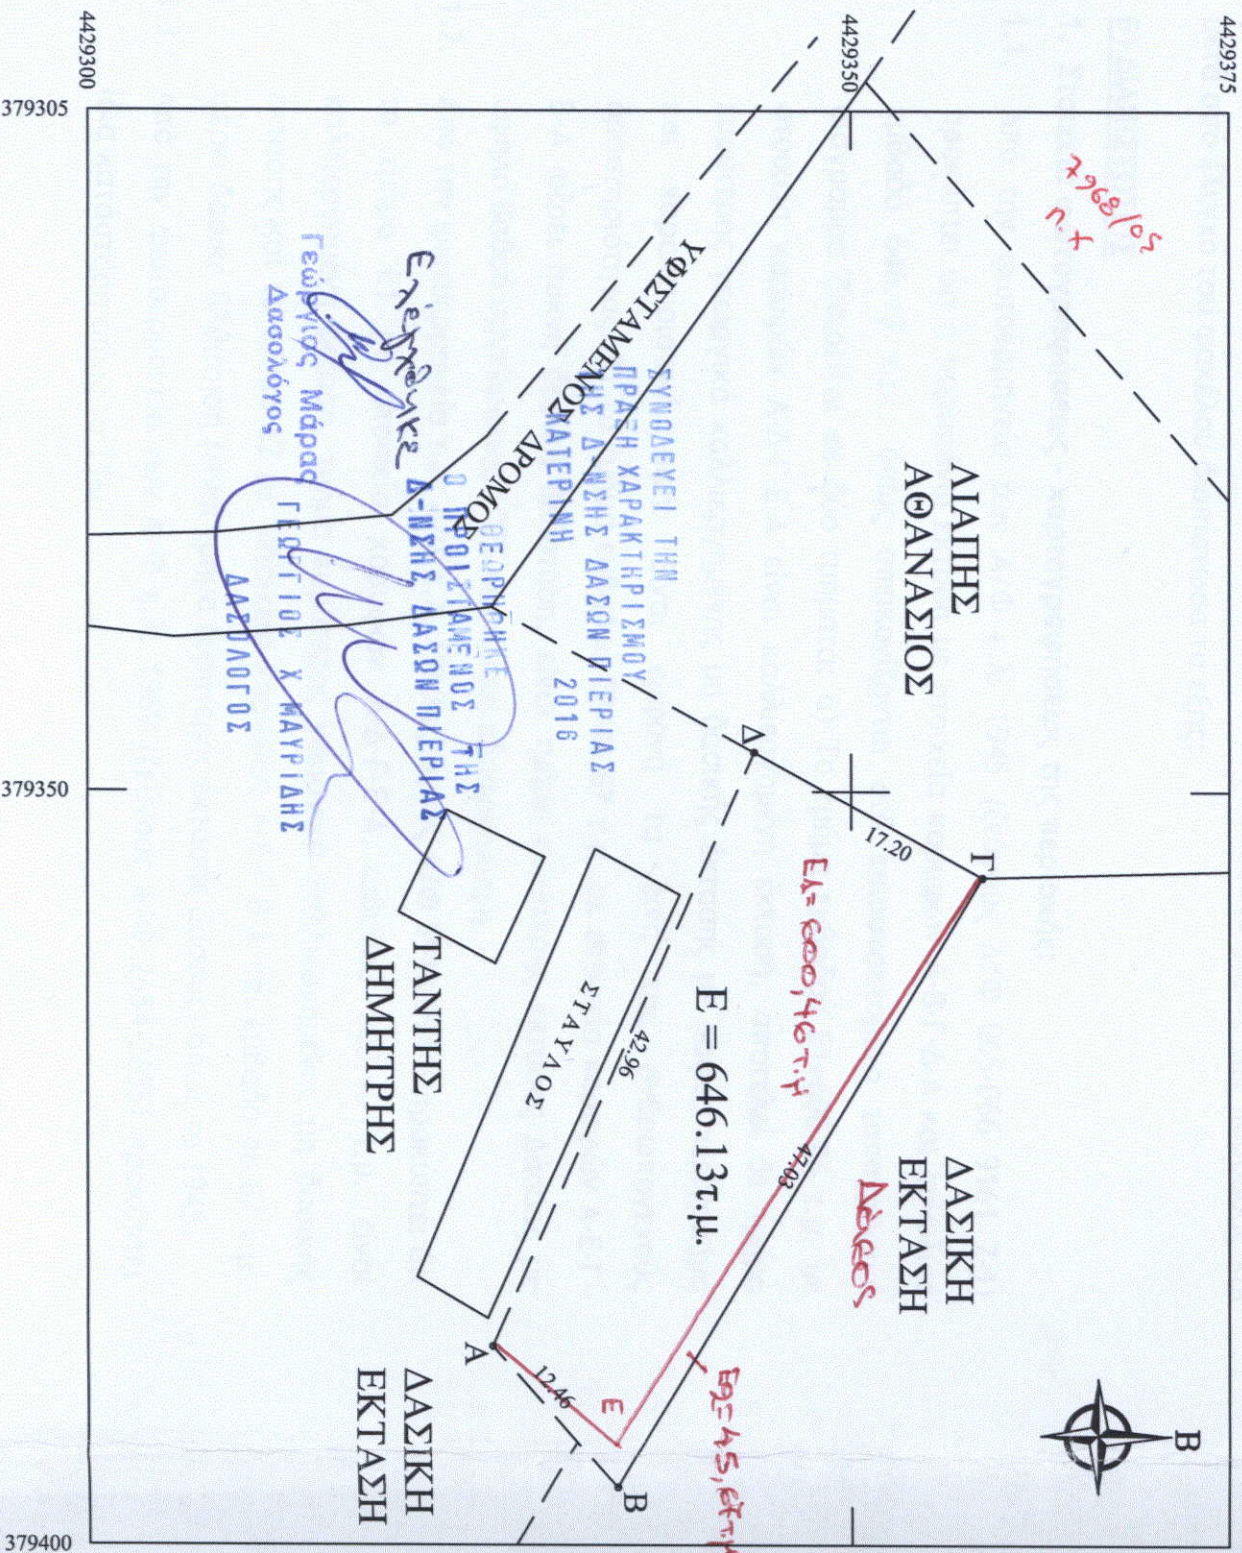 4429300
4429350
4429375
379305
379350
379400
7968/05
π.χ
ΛΙΑΠΗΣ
ΑΘΑΝΑΣΙΟΣ
ΥΦΙΣΤΑΜΕΝΟΣ ΔΡΟΜΟΣ
ΣΥΝΟΔΕΥΕΙ ΤΗΝ
ΠΡΑΞΗ ΧΑΡΑΚΤΗΡΙΣΜΟΥ
ΤΗΣ Δ-ΝΣΗΣ ΔΑΣΩΝ ΠΙΕΡΙΑΣ
ΚΑΤΕΡΙΝΗ 2016
ΘΕΩΡΗΘΗΚΕ
Ο ΠΡΟΙΣΤΑΜΕΝΟΣ ΤΗΣ
Δ-ΝΣΗΣ ΔΑΣΩΝ ΠΙΕΡΙΑΣ
ΓΕΩΡΓΙΟΣ Χ ΜΑΥΡΙΔΗΣ
ΔΑΣΟΛΟΓΟΣ
Ελέγχθηκε
Γεώργιος Μάρας
Δασολόγος
Δ
Γ
17.20
Ε1= 600,46τ.μ
Ε = 646.13τ.μ.
47.03
42.96
ΣΤΑΥΛΟΣ
ΤΑΝΤΗΣ
ΔΗΜΗΤΡΗΣ
ΔΑΣΙΚΗ
ΕΚΤΑΣΗ
Δάσος
Α
12.46
Ε
Β
ΔΑΣΙΚΗ
ΕΚΤΑΣΗ
Β